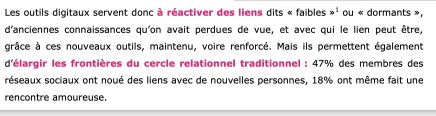 Les outils digitaux servent donc à réactiver des liens dits « faibles »¹ ou « dormants »,
d'anciennes connaissances qu'on avait perdues de vue, et avec qui le lien peut être,
grâce à ces nouveaux outils, maintenu, voire renforcé. Mais ils permettent également
d'élargir les frontières du cercle relationnel traditionnel : 47% des membres des
réseaux sociaux ont noué des liens avec de nouvelles personnes, 18% ont même fait une
rencontre amoureuse.